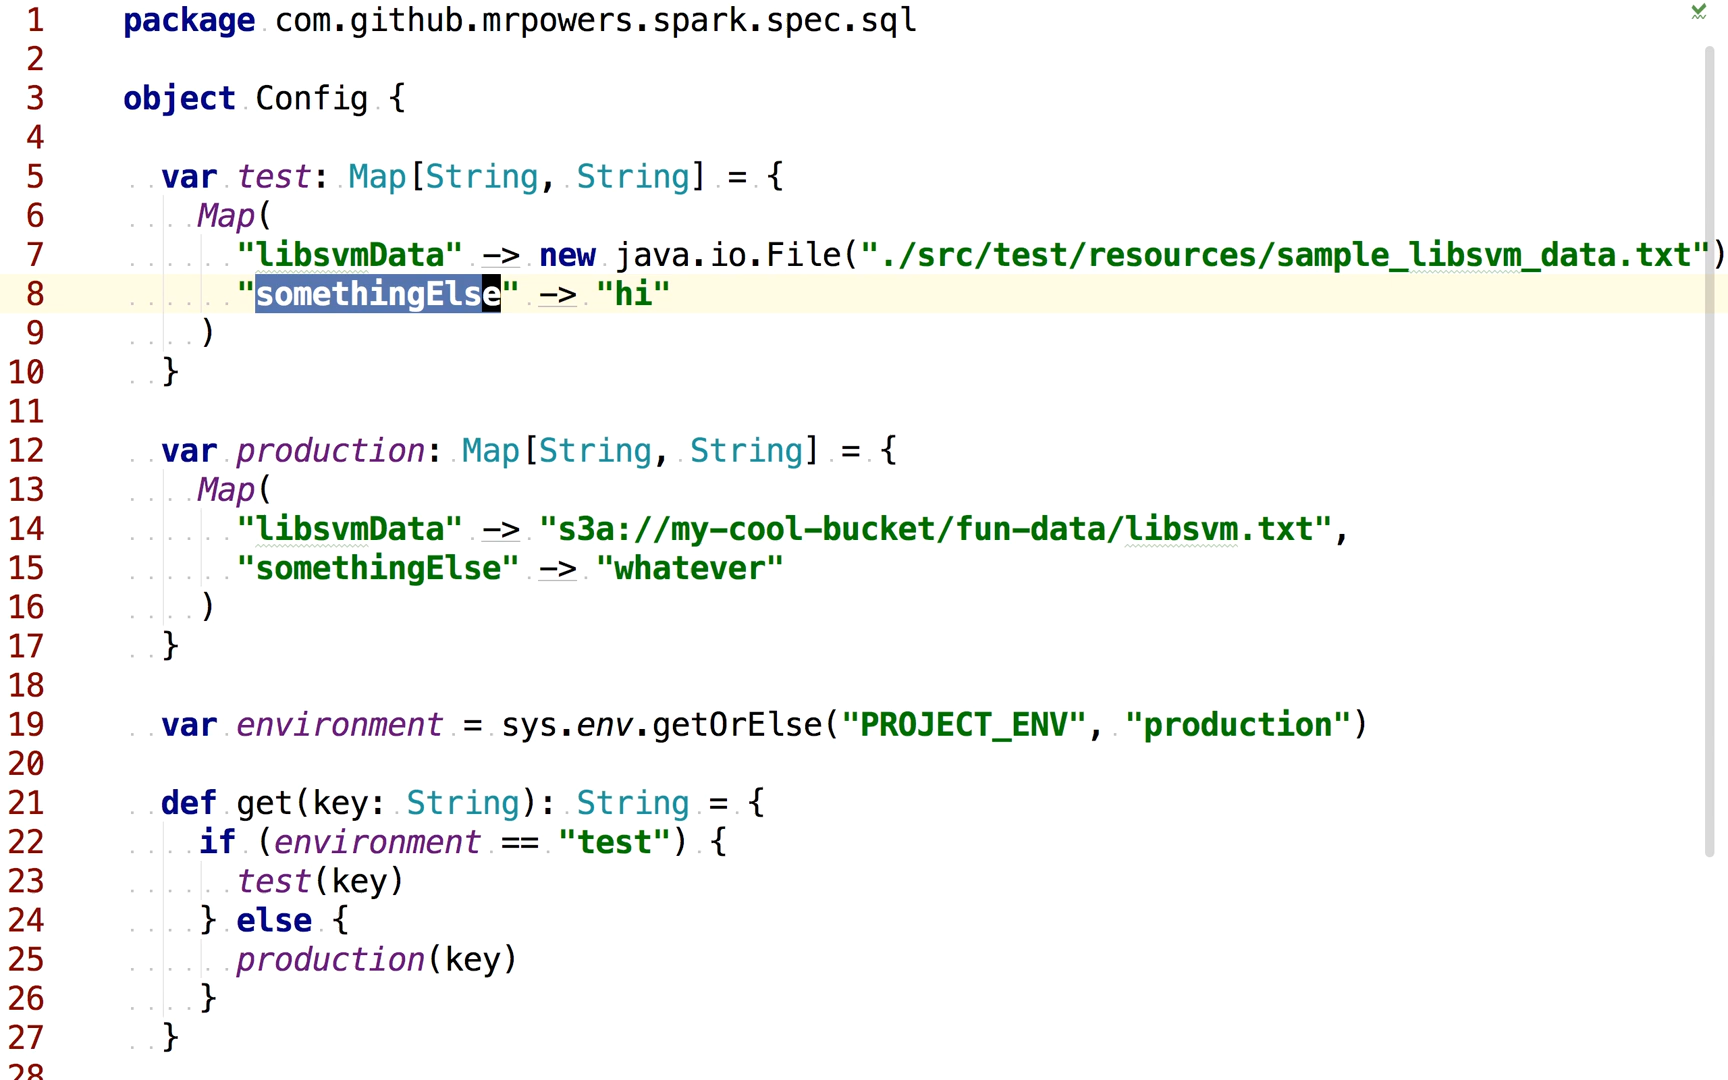 1 package com.github.mrpowers.spark.spec.sql
2
3 object Config {
4
5 var test: Map[String, String] = {
6 Map(
7 "libsvmData" -> new java.io.File("./src/test/resources/sample_libsvm_data.txt")
8 "somethingElse" -> "hi"
9 )
10 }
11
12 var production: Map[String, String] = {
13 Map(
14 "libsvmData" -> "s3a://my-cool-bucket/fun-data/libsvm.txt",
15 "somethingElse" -> "whatever"
16 )
17 }
18
19 var environment = sys.env.getOrElse("PROJECT_ENV", "production")
20
21 def get(key: String): String = {
22 if (environment == "test") {
23 test(key)
24 } else {
25 production(key)
26 }
27 }
28